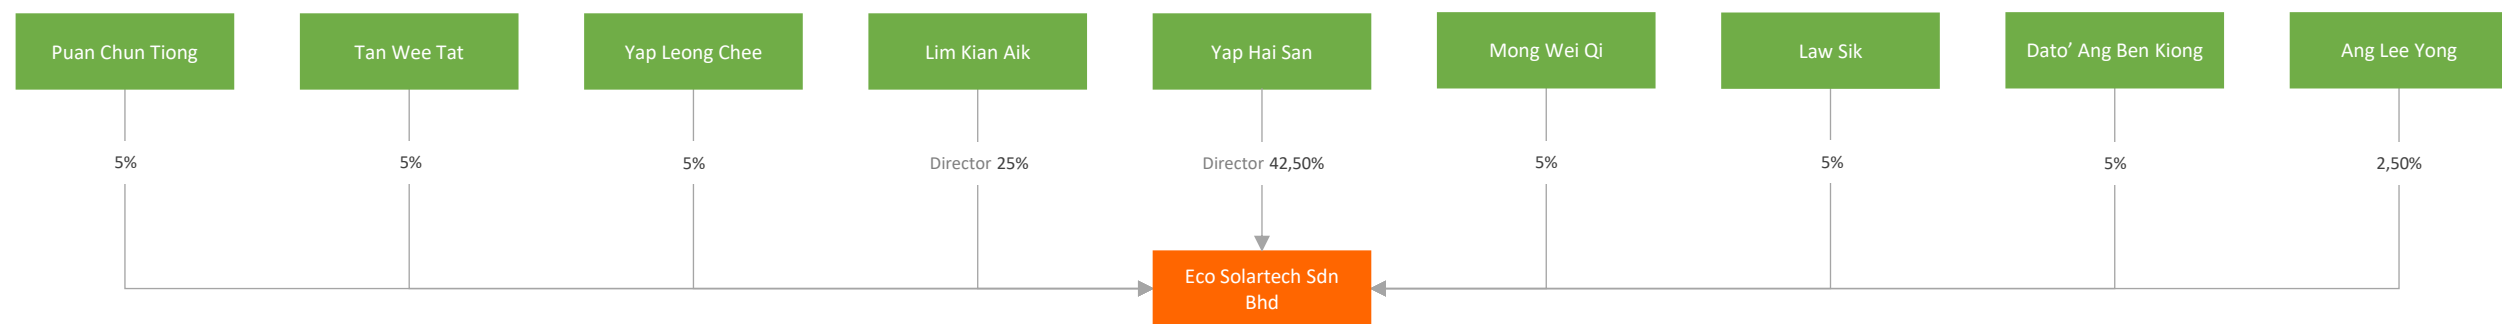 Puan Chun Tiong
Tan Wee Tat
Yap Leong Chee
Lim Kian Aik
Yap Hai San
Mong Wei Qi
Law Sik
Dato’ Ang Ben Kiong
Ang Lee Yong
5%
5%
5%
Director 25%
Director 42,50%
5%
5%
5%
2,50%
Eco Solartech Sdn
Bhd